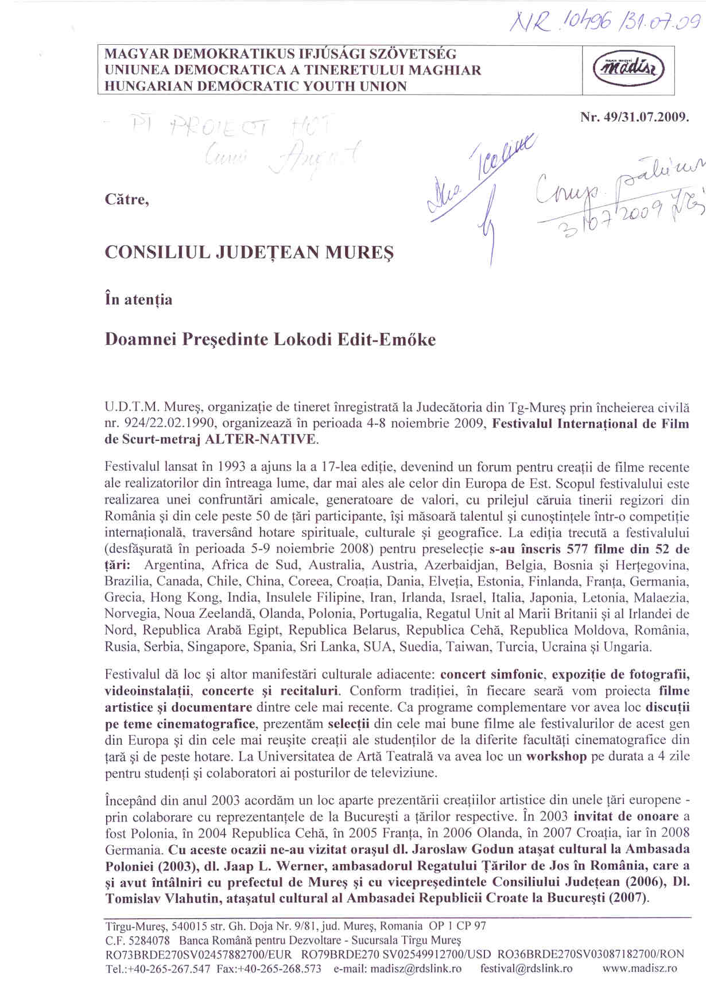 NR 10496 /31.07.09
MAGYAR DEMOKRATIKUS IFJÚSÁGI SZÖVETSÉG
UNIUNEA DEMOCRATICA A TINERETULUI MAGHIAR
HUNGARIAN DEMOCRATIC YOUTH UNION
madisz
Nr. 49/31.07.2009.
- PT PROIECT HOT
August
Comp.
31 07 2009
Către,
CONSILIUL JUDEȚEAN MUREȘ
În atenția
Doamnei Președinte Lokodi Edit-Emőke
U.D.T.M. Mureș, organizație de tineret înregistrată la Judecătoria din Tg-Mureș prin încheierea civilă
nr. 924/22.02.1990, organizează în perioada 4-8 noiembrie 2009, Festivalul Internațional de Film
de Scurt-metraj ALTER-NATIVE.
Festivalul lansat în 1993 a ajuns la a 17-lea ediție, devenind un forum pentru creații de filme recente
ale realizatorilor din întreaga lume, dar mai ales ale celor din Europa de Est. Scopul festivalului este
realizarea unei confruntări amicale, generatoare de valori, cu prilejul căruia tinerii regizori din
România și din cele peste 50 de țări participante, își măsoară talentul și cunoștințele într-o competiție
internațională, traversând hotare spirituale, culturale și geografice. La ediția trecută a festivalului
(desfășurată în perioada 5-9 noiembrie 2008) pentru preselecție s-au înscris 577 filme din 52 de
țări: Argentina, Africa de Sud, Australia, Austria, Azerbaidjan, Belgia, Bosnia și Herțegovina,
Brazilia, Canada, Chile, China, Coreea, Croația, Dania, Elveția, Estonia, Finlanda, Franța, Germania,
Grecia, Hong Kong, India, Insulele Filipine, Iran, Irlanda, Israel, Italia, Japonia, Letonia, Malaezia,
Norvegia, Noua Zeelandă, Olanda, Polonia, Portugalia, Regatul Unit al Marii Britanii și al Irlandei de
Nord, Republica Arabă Egipt, Republica Belarus, Republica Cehă, Republica Moldova, România,
Rusia, Serbia, Singapore, Spania, Sri Lanka, SUA, Suedia, Taiwan, Turcia, Ucraina și Ungaria.
Festivalul dă loc și altor manifestări culturale adiacente: concert simfonic, expoziție de fotografii,
videoinstalații, concerte și recitaluri. Conform tradiției, în fiecare seară vom proiecta filme
artistice și documentare dintre cele mai recente. Ca programe complementare vor avea loc discuții
pe teme cinematografice, prezentăm selecții din cele mai bune filme ale festivalurilor de acest gen
din Europa și din cele mai reușite creații ale studenților de la diferite facultăți cinematografice din
țară și de peste hotare. La Universitatea de Artă Teatrală va avea loc un workshop pe durata a 4 zile
pentru studenți și colaboratori ai posturilor de televiziune.
Începând din anul 2003 acordăm un loc aparte prezentării creațiilor artistice din unele țări europene -
prin colaborare cu reprezentanțele de la București a țărilor respective. În 2003 invitat de onoare a
fost Polonia, în 2004 Republica Cehă, în 2005 Franța, în 2006 Olanda, în 2007 Croația, iar în 2008
Germania. Cu aceste ocazii ne-au vizitat orașul dl. Jaroslaw Godun atașat cultural la Ambasada
Poloniei (2003), dl. Jaap L. Werner, ambasadorul Regatului Țărilor de Jos în România, care a
și avut întâlniri cu prefectul de Mureș și cu vicepreședintele Consiliului Județean (2006), Dl.
Tomislav Vlahutin, atașatul cultural al Ambasadei Republicii Croate la București (2007).
Tîrgu-Mureș, 540015 str. Gh. Doja Nr. 9/81, jud. Mureș, Romania OP 1 CP 97
C.F. 5284078 Banca Română pentru Dezvoltare - Sucursala Tîrgu Mureș
RO73BRDE270SV02457882700/EUR RO79BRDE270 SV02549912700/USD RO36BRDE270SV03087182700/RON
Tel.:+40-265-267.547 Fax:+40-265-268.573 e-mail: madisz@rdslink.ro festival@rdslink.ro www.madisz.ro